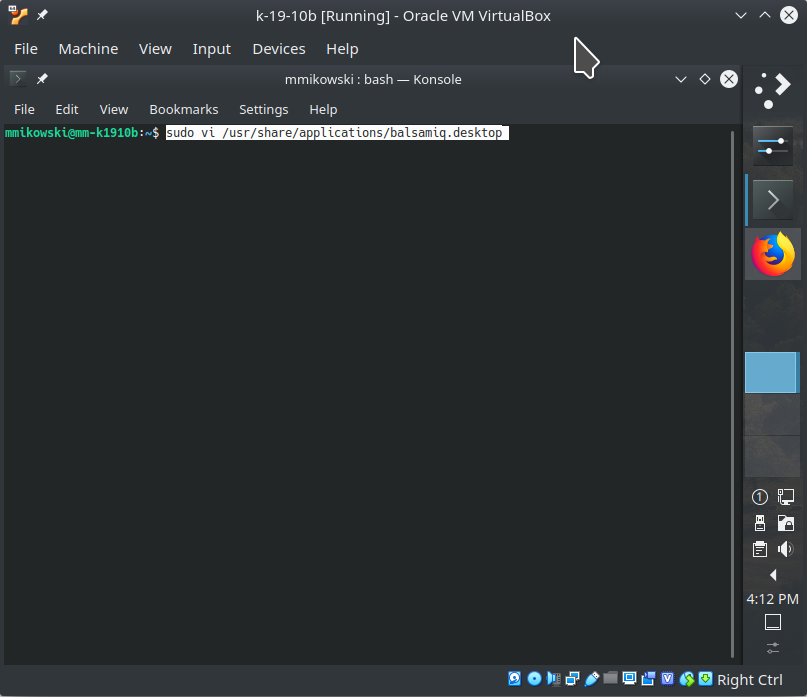 k-19-10b [Running] - Oracle VM VirtualBox
File Machine View Input Devices Help
mmikowski : bash — Konsole
File Edit View Bookmarks Settings Help
mmikowski@mm-k1910b:~$ sudo vi /usr/share/applications/balsamiq.desktop
1
4:12 PM
V
Right Ctrl